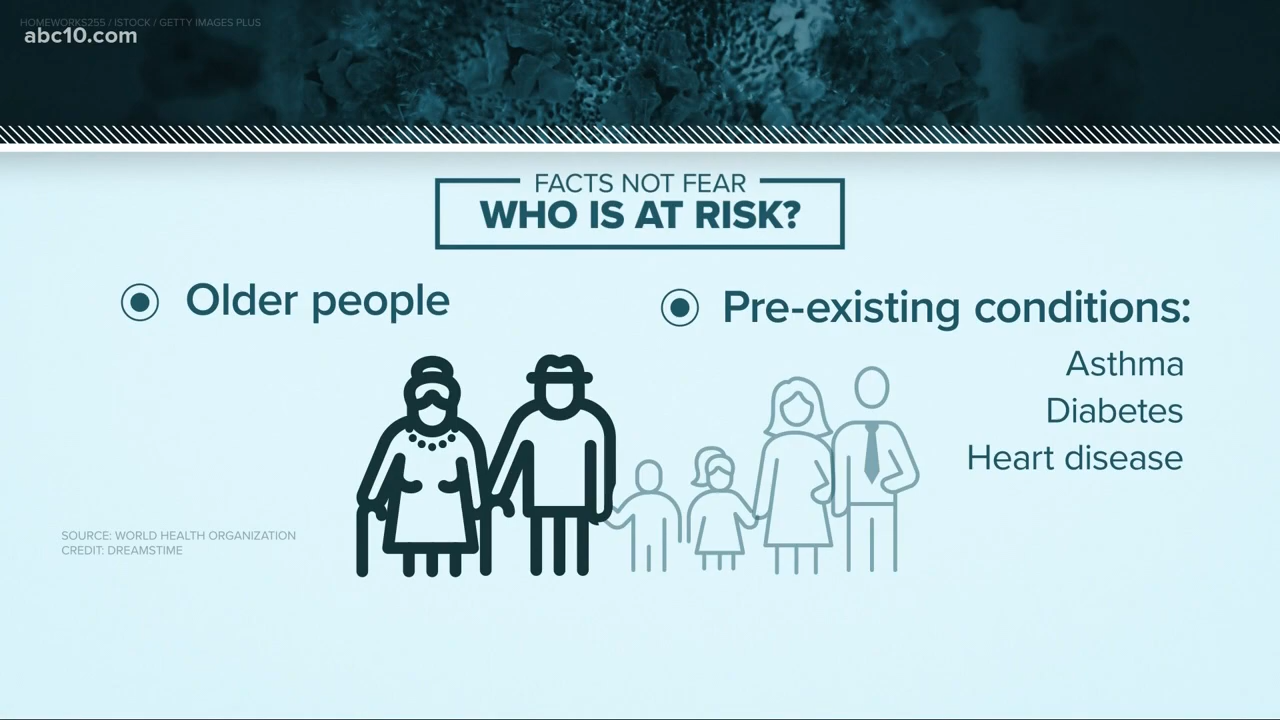 HOMEWORKS255 / ISTOCK / GETTY IMAGES PLUS
abc10.com
FACTS NOT FEAR
WHO IS AT RISK?
Older people
Pre-existing conditions:
Asthma
Diabetes
Heart disease
SOURCE: WORLD HEALTH ORGANIZATION
CREDIT: DREAMSTIME